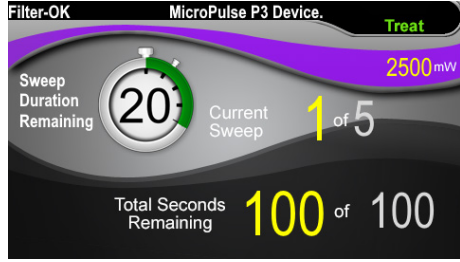 Filter-OK MicroPulse P3 Device. Treat
2500mW
Sweep
Duration
Remaining
20
Current
Sweep
1 of 5
Total Seconds
Remaining
100 of 100